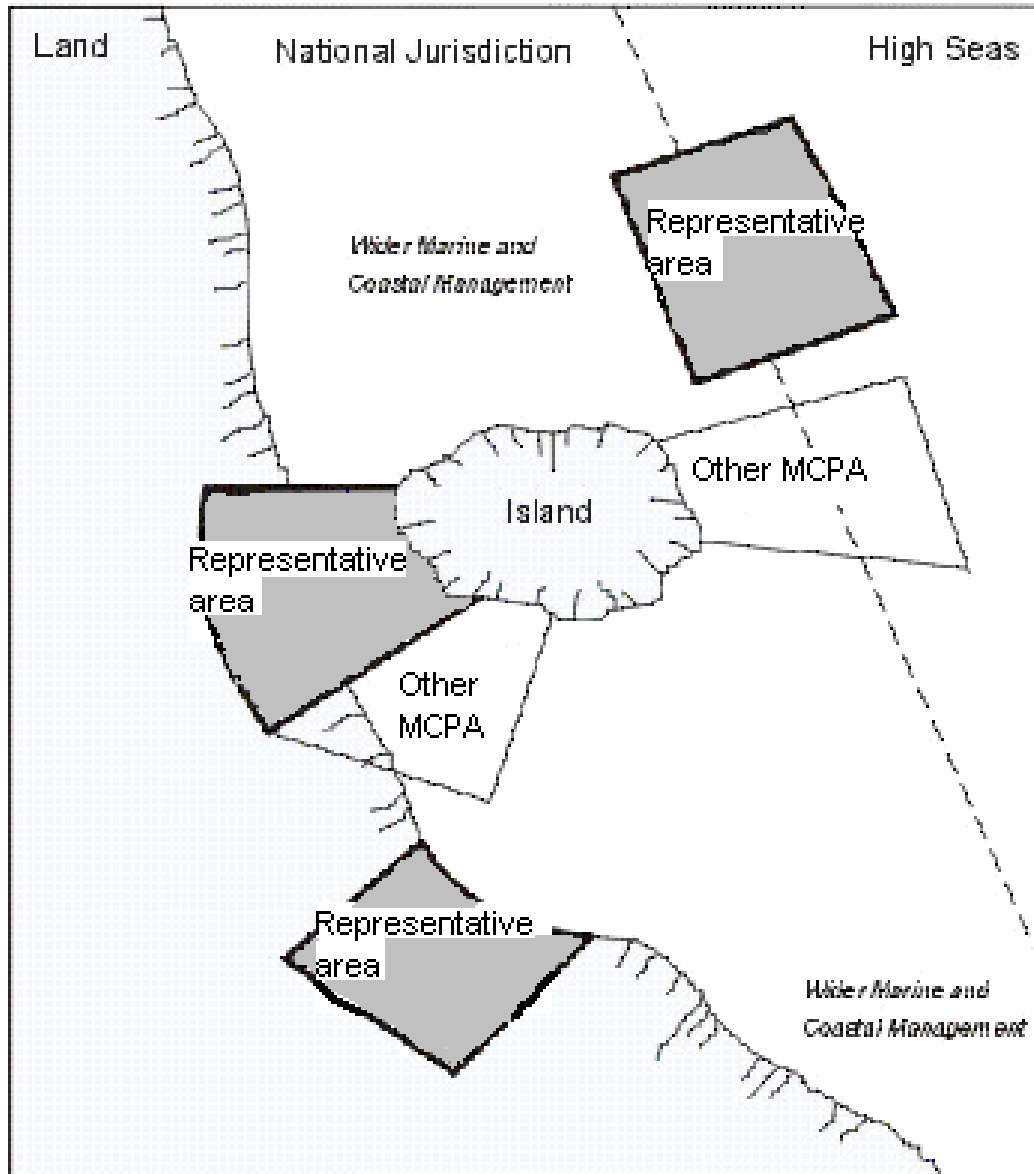 Land
National Jurisdiction
High Seas
Representative
area
Wider Marine and
Coastal Management
Other MCPA
Island
Representative
area
Other
MCPA
Representative
area
Wider Marine and
Coastal Management